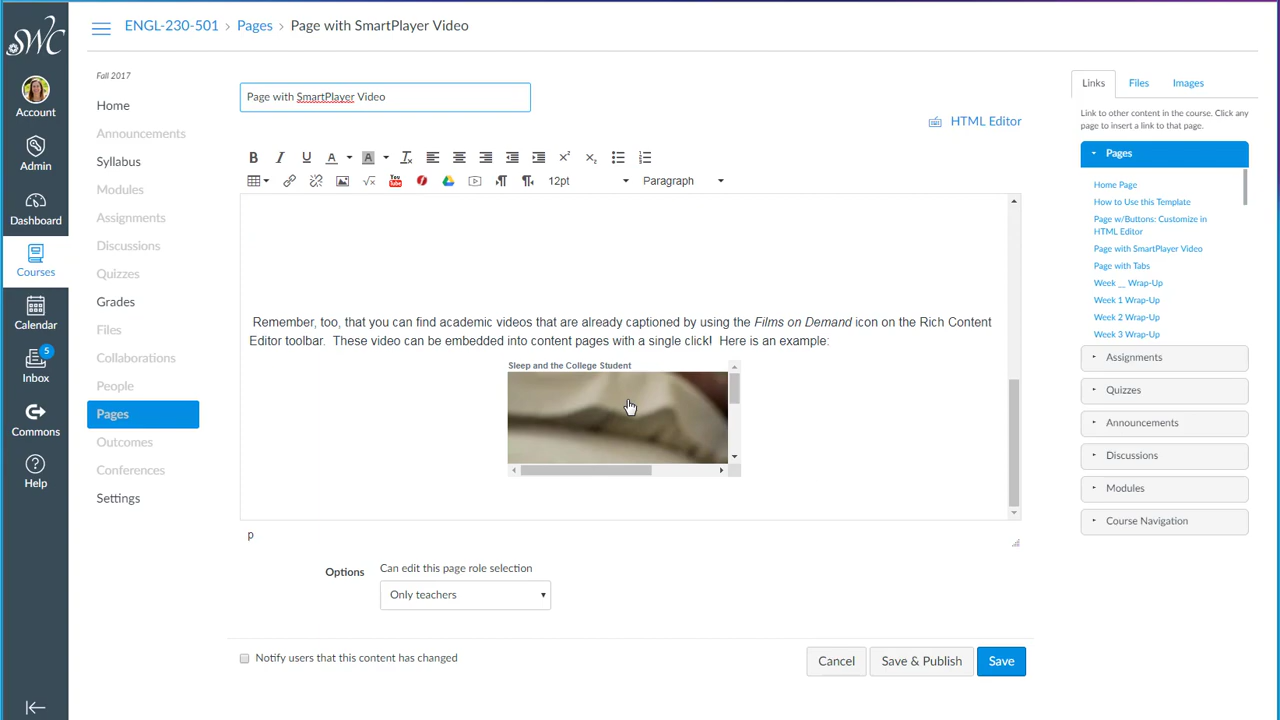 SWC
ENGL-230-501 › Pages › Page with SmartPlayer Video
Account
Admin
Dashboard
Courses
Calendar
5
Inbox
Commons
Help
Fall 2017
Home
Announcements
Syllabus
Modules
Assignments
Discussions
Quizzes
Grades
Files
Collaborations
People
Pages
Outcomes
Conferences
Settings
Page with SmartPlayer Video
HTML Editor
B I U A A
12pt Paragraph
Remember, too, that you can find academic videos that are already captioned by using the Films on Demand icon on the Rich Content
Editor toolbar. These video can be embedded into content pages with a single click! Here is an example:
Sleep and the College Student
p
Options
Can edit this page role selection
Only teachers
Notify users that this content has changed
Cancel
Save & Publish
Save
Links Files Images
Link to other content in the course. Click any
page to insert a link to that page.
Pages
Home Page
How to Use this Template
Page w/Buttons: Customize in
HTML Editor
Page with SmartPlayer Video
Page with Tabs
Week __ Wrap-Up
Week 1 Wrap-Up
Week 2 Wrap-Up
Week 3 Wrap-Up
Assignments
Quizzes
Announcements
Discussions
Modules
Course Navigation